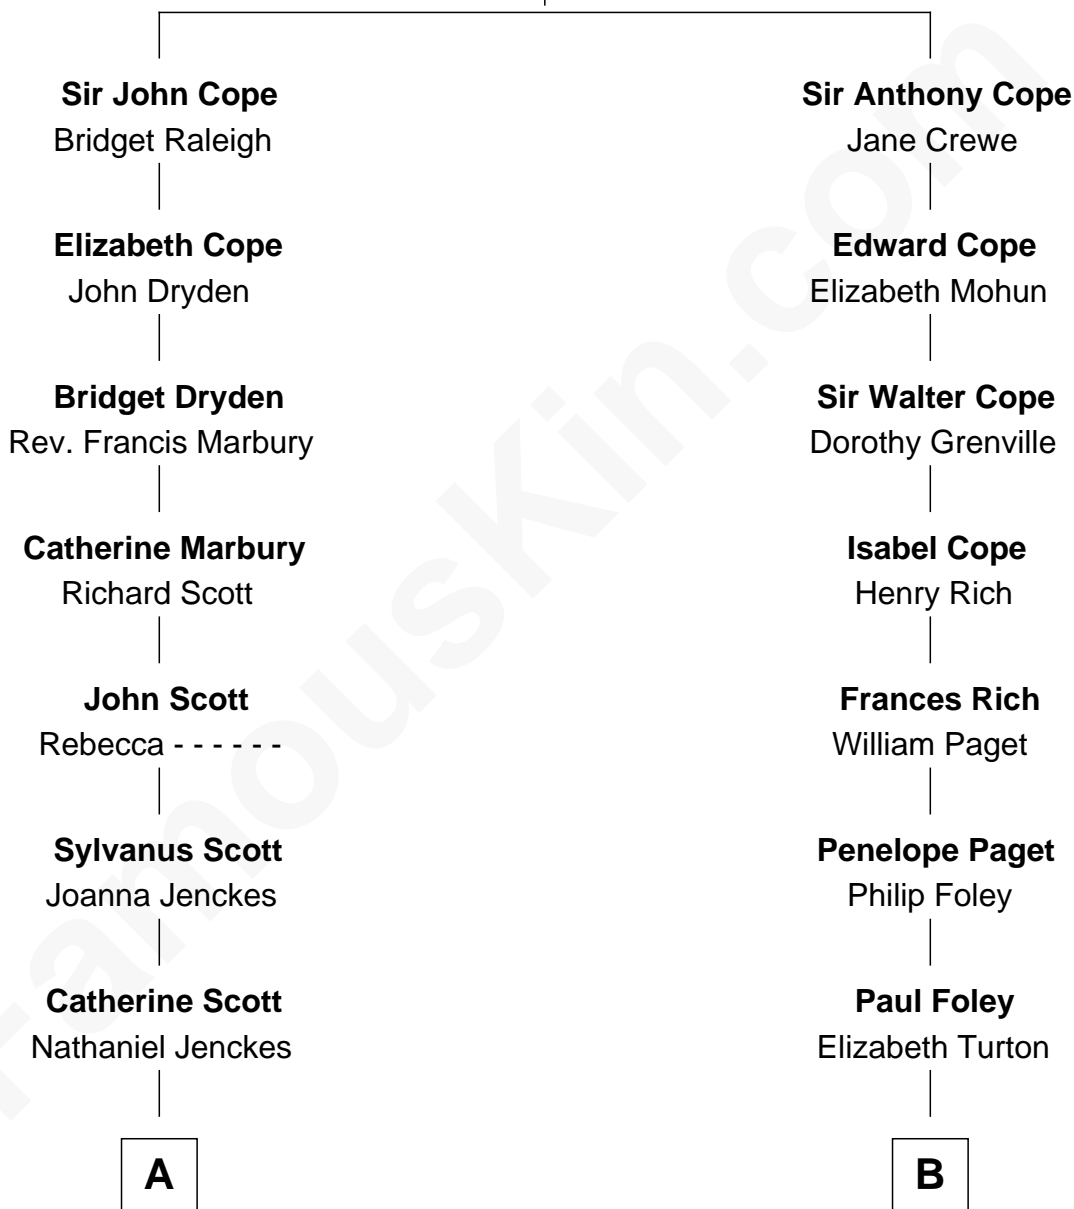 Sir John Cope
Bridget Raleigh
Elizabeth Cope
John Dryden
Bridget Dryden
Rev. Francis Marbury
Catherine Marbury
Richard Scott
John Scott
Rebecca - - - - - -
Sylvanus Scott
Joanna Jenckes
Catherine Scott
Nathaniel Jenckes
A
Sir Anthony Cope
Jane Crewe
Edward Cope
Elizabeth Mohun
Sir Walter Cope
Dorothy Grenville
Isabel Cope
Henry Rich
Frances Rich
William Paget
Penelope Paget
Philip Foley
Paul Foley
Elizabeth Turton
B
FamousKin.com